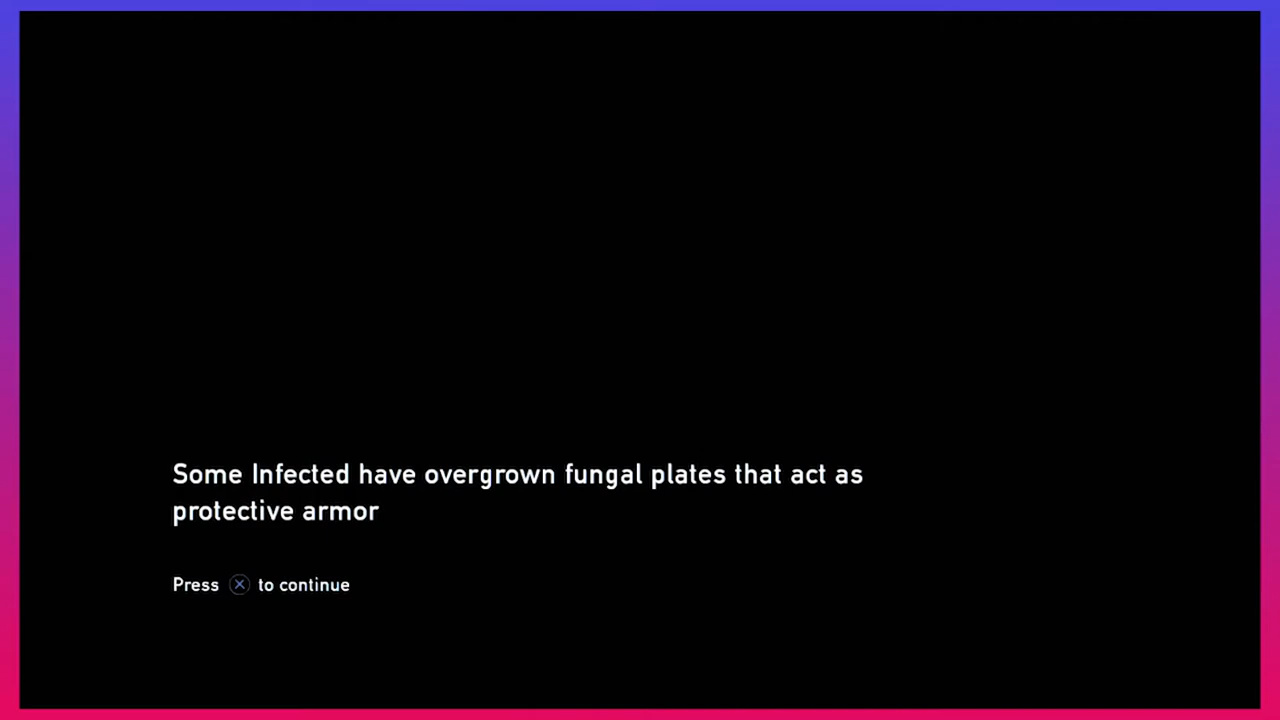 Some Infected have overgrown fungal plates that act as
protective armor
Press ⓧ to continue